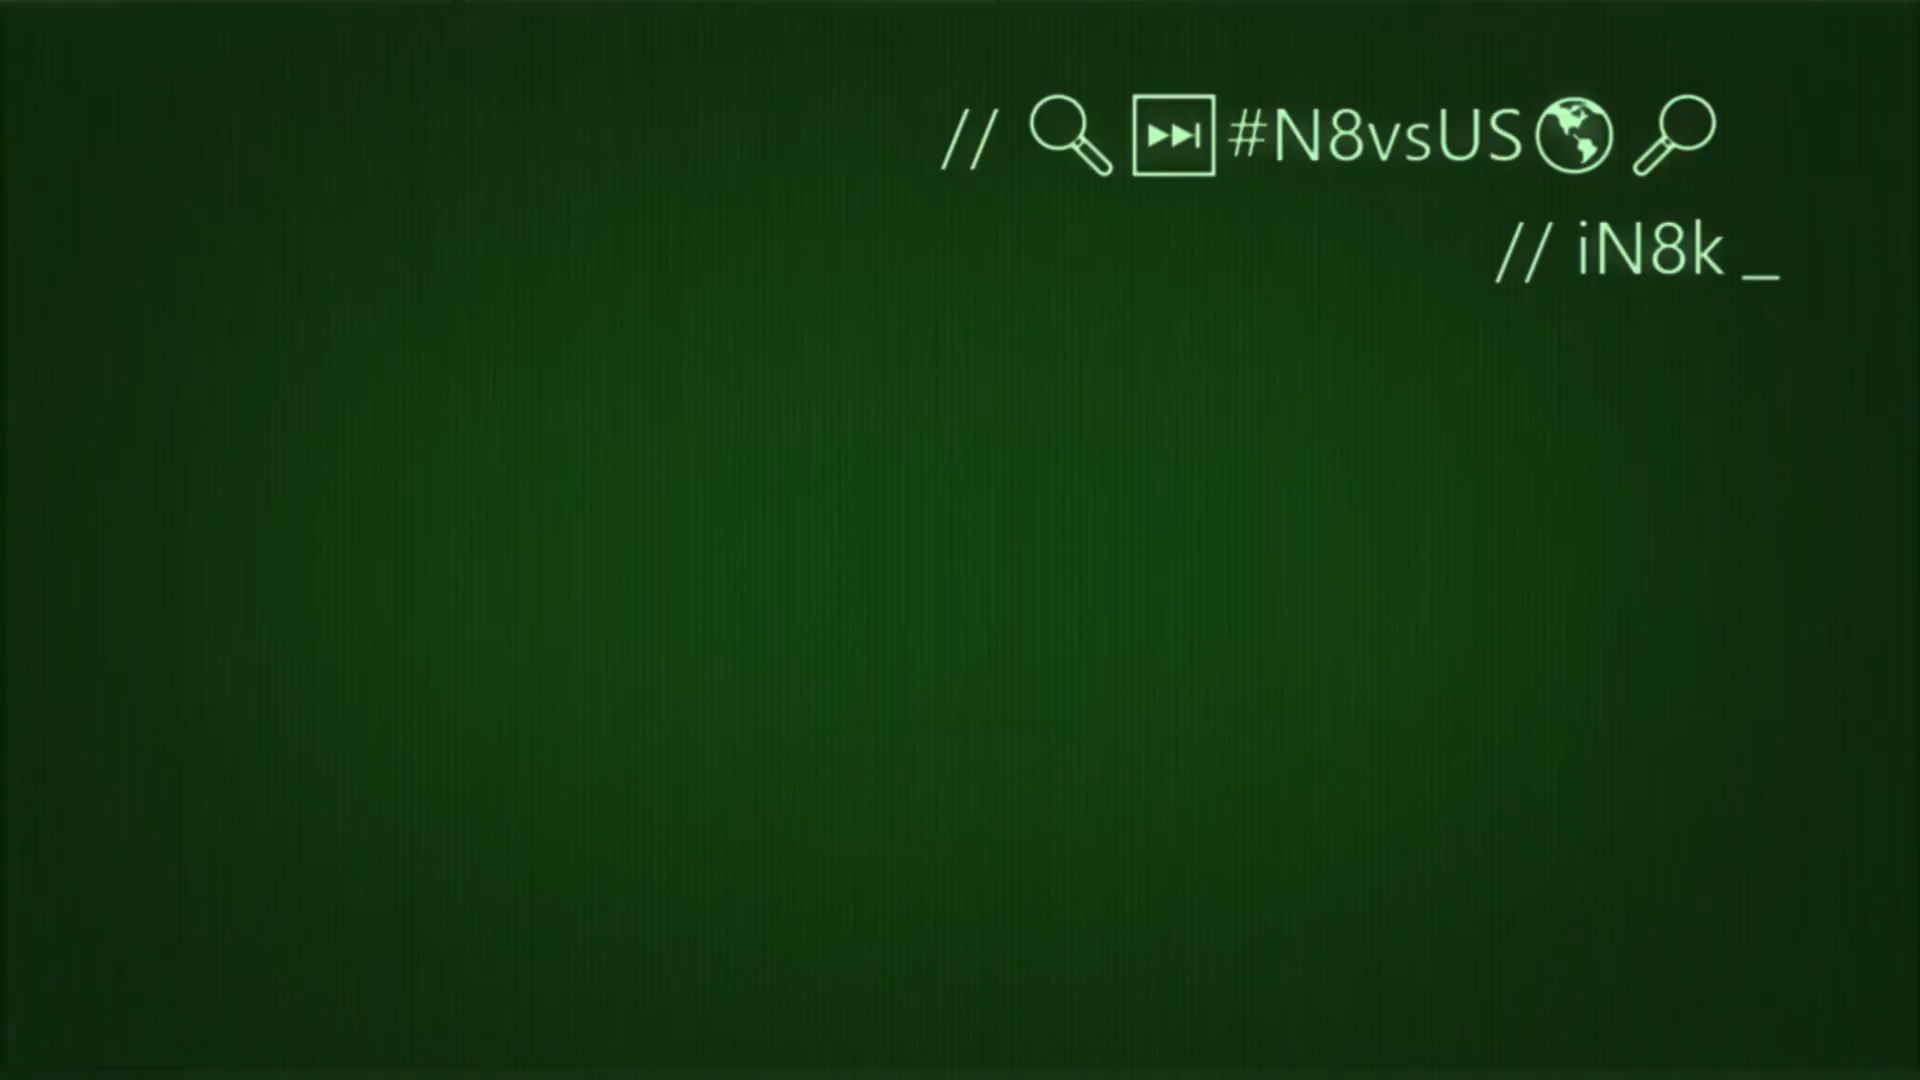 // 🔍 ⏭ #N8vsUS🌎 🔎
// iN8k _